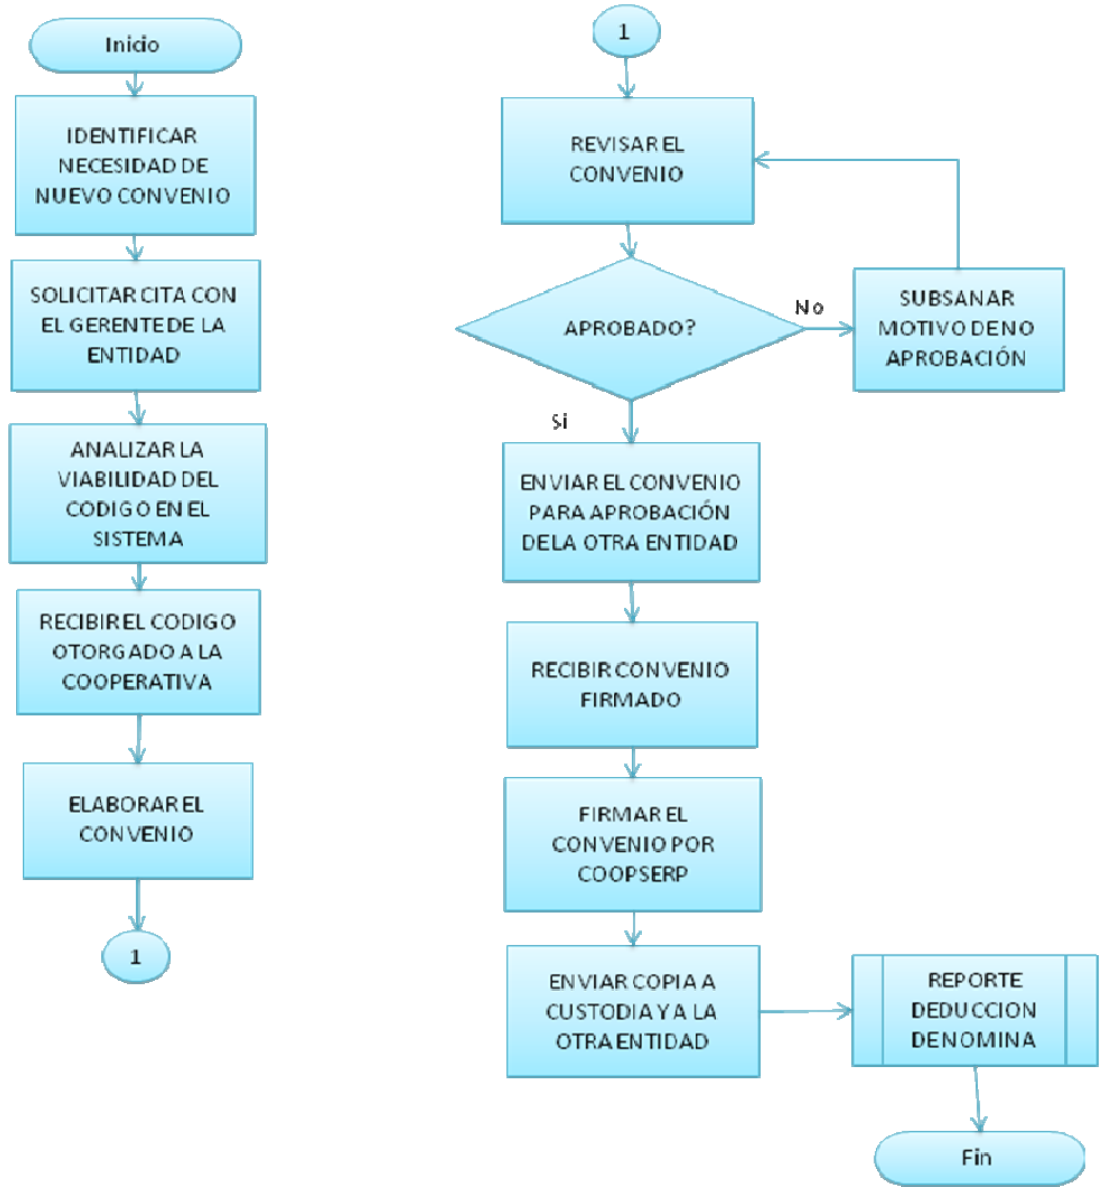 Inicio
IDENTIFICAR
NECESIDAD DE
NUEVO CONVENIO
SOLICITAR CITA CON
EL GERENTE DE LA
ENTIDAD
ANALIZAR LA
VIABILIDAD DEL
CODIGO EN EL
SISTEMA
RECIBIR EL CODIGO
OTORGADO A LA
COOPERATIVA
ELABORAR EL
CONVENIO
1
1
REVISAR EL
CONVENIO
APROBADO?
No
SUBSANAR
MOTIVO DE NO
APROBACIÓN
Si
ENVIAR EL CONVENIO
PARA APROBACIÓN
DE LA OTRA ENTIDAD
RECIBIR CONVENIO
FIRMADO
FIRMAR EL
CONVENIO POR
COOPSERP
ENVIAR COPIA A
CUSTODIA Y A LA
OTRA ENTIDAD
REPORTE
DEDUCCION
DE NOMINA
Fin